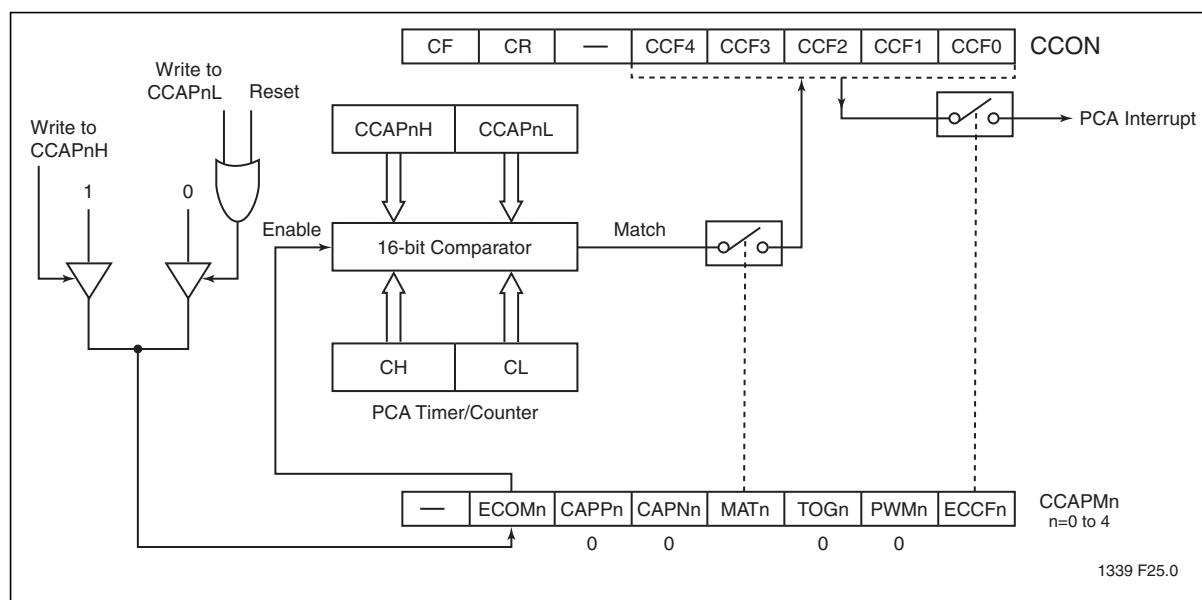 CF CR — CCF4 CCF3 CCF2 CCF1 CCF0 CCON
Write to
CCAPnL
Reset
Write to
CCAPnH
1
0
CCAPnH CCAPnL
PCA Interrupt
Enable
16-bit Comparator
Match
CH CL
PCA Timer/Counter
— ECOMn CAPPn CAPNn MATn TOGn PWMn ECCFn
CCAPMn
n=0 to 4
0 0 0 0
1339 F25.0